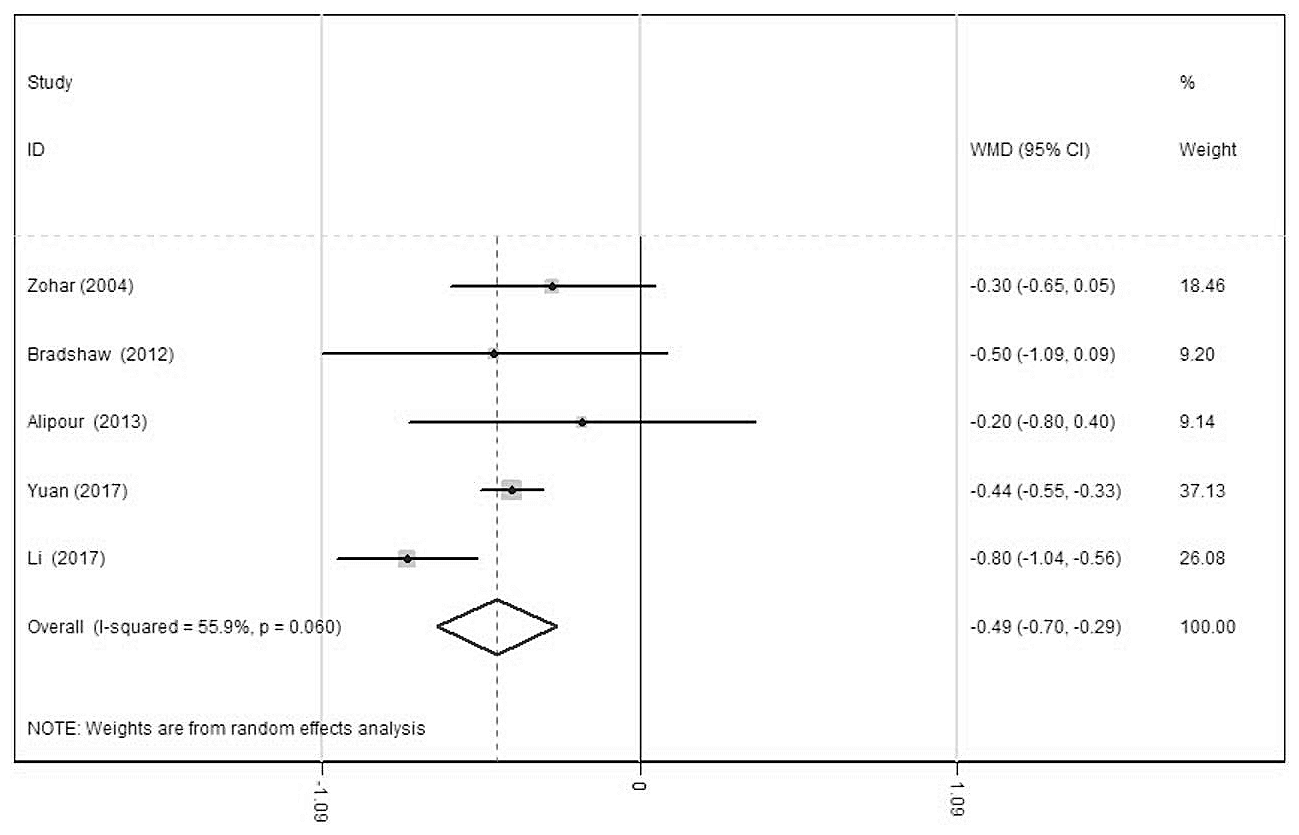 Study %
ID WMD (95% CI) Weight
Zohar (2004) -0.30 (-0.65, 0.05) 18.46
Bradshaw (2012) -0.50 (-1.09, 0.09) 9.20
Alipour (2013) -0.20 (-0.80, 0.40) 9.14
Yuan (2017) -0.44 (-0.55, -0.33) 37.13
Li (2017) -0.80 (-1.04, -0.56) 26.08
Overall (I-squared = 55.9%, p = 0.060) -0.49 (-0.70, -0.29) 100.00
NOTE: Weights are from random effects analysis
-1.09 0 1.09